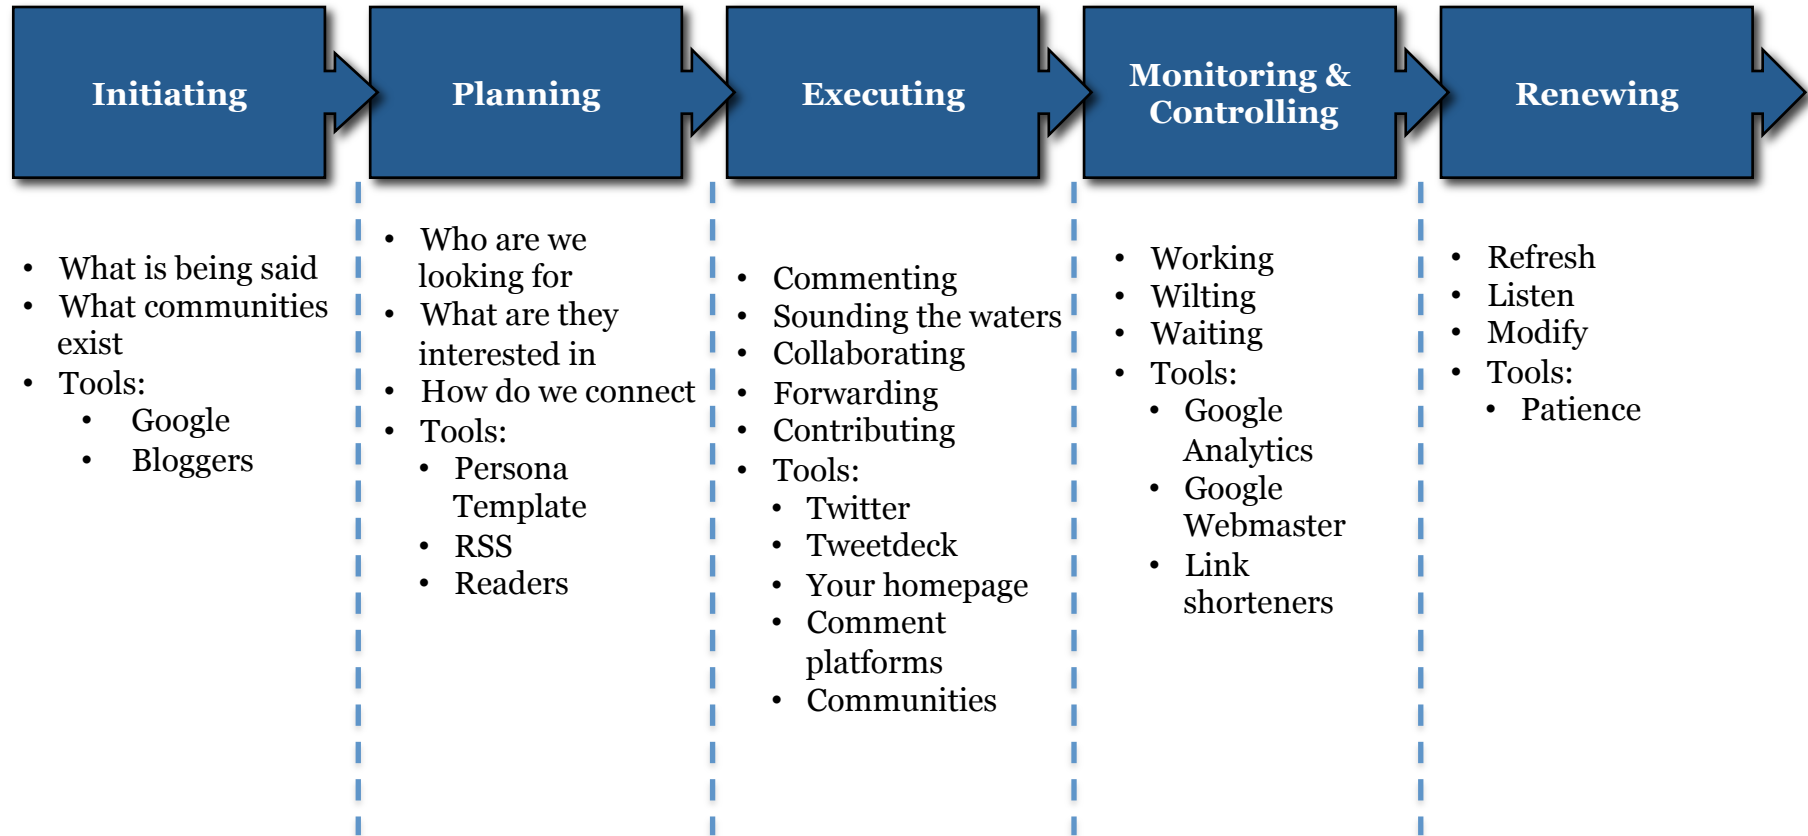 Initiating
Planning
Executing
Monitoring &
Controlling
Renewing
• What is being said
• What communities
exist
• Tools:
• Google
• Bloggers
• Who are we
looking for
• What are they
interested in
• How do we connect
• Tools:
• Persona
Template
• RSS
• Readers
• Commenting
• Sounding the waters
• Collaborating
• Forwarding
• Contributing
• Tools:
• Twitter
• Tweetdeck
• Your homepage
• Comment
platforms
• Communities
• Working
• Wilting
• Waiting
• Tools:
• Google
Analytics
• Google
Webmaster
• Link
shorteners
• Refresh
• Listen
• Modify
• Tools:
• Patience